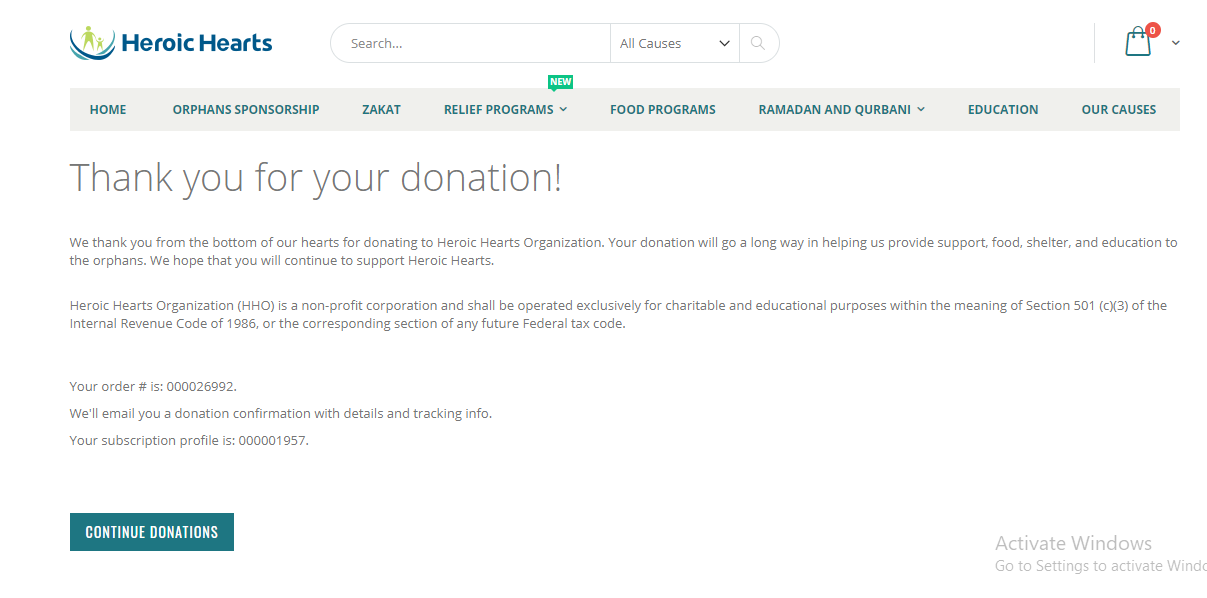 Heroic Hearts
Search...
All Causes
0
NEW
HOME
ORPHANS SPONSORSHIP
ZAKAT
RELIEF PROGRAMS
FOOD PROGRAMS
RAMADAN AND QURBANI
EDUCATION
OUR CAUSES
Thank you for your donation!
We thank you from the bottom of our hearts for donating to Heroic Hearts Organization. Your donation will go a long way in helping us provide support, food, shelter, and education to
the orphans. We hope that you will continue to support Heroic Hearts.
Heroic Hearts Organization (HHO) is a non-profit corporation and shall be operated exclusively for charitable and educational purposes within the meaning of Section 501 (c)(3) of the
Internal Revenue Code of 1986, or the corresponding section of any future Federal tax code.
Your order # is: 000026992.
We'll email you a donation confirmation with details and tracking info.
Your subscription profile is: 000001957.
CONTINUE DONATIONS
Activate Windows
Go to Settings to activate Windo